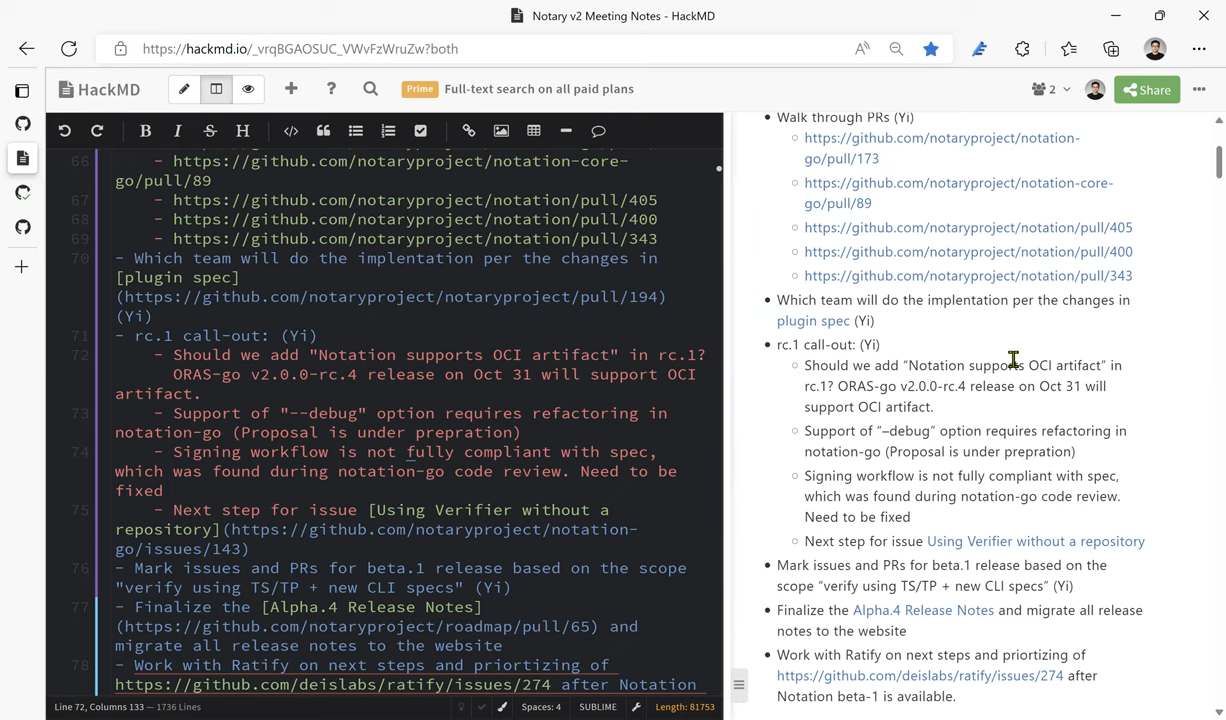 Notary v2 Meeting Notes - HackMD
https://hackmd.io/_vrqBGAOSUC_VWvFzWruZw?both
HackMD
Prime Full-text search on all paid plans
2
Share
B I S H
66 - https://github.com/notaryproject/notation-core-
go/pull/89
67 - https://github.com/notaryproject/notation/pull/405
68 - https://github.com/notaryproject/notation/pull/400
69 - https://github.com/notaryproject/notation/pull/343
70 - Which team will do the implentation per the changes in
[plugin spec]
(https://github.com/notaryproject/notaryproject/pull/194)
(Yi)
71 - rc.1 call-out: (Yi)
72 - Should we add "Notation supports OCI artifact" in rc.1?
ORAS-go v2.0.0-rc.4 release on Oct 31 will support OCI
artifact.
73 - Support of "--debug" option requires refactoring in
notation-go (Proposal is under prepration)
74 - Signing workflow is not fully compliant with spec,
which was found during notation-go code review. Need to be
fixed
75 - Next step for issue [Using Verifier without a
repository](https://github.com/notaryproject/notation-
go/issues/143)
76 - Mark issues and PRs for beta.1 release based on the scope
"verify using TS/TP + new CLI specs" (Yi)
77 - Finalize the [Alpha.4 Release Notes]
(https://github.com/notaryproject/roadmap/pull/65) and
migrate all release notes to the website
78 - Work with Ratify on next steps and priortizing of
https://github.com/deislabs/ratify/issues/274 after Notation
Line 72, Columns 133 — 1736 Lines
Spaces: 4
SUBLIME
Length: 81753
• Walk through PRs (Yi)
https://github.com/notaryproject/notation-
go/pull/173
https://github.com/notaryproject/notation-core-
go/pull/89
https://github.com/notaryproject/notation/pull/405
https://github.com/notaryproject/notation/pull/400
https://github.com/notaryproject/notation/pull/343
• Which team will do the implentation per the changes in
plugin spec (Yi)
• rc.1 call-out: (Yi)
Should we add “Notation supports OCI artifact” in
rc.1? ORAS-go v2.0.0-rc.4 release on Oct 31 will
support OCI artifact.
Support of “–debug” option requires refactoring in
notation-go (Proposal is under prepration)
Signing workflow is not fully compliant with spec,
which was found during notation-go code review.
Need to be fixed
Next step for issue Using Verifier without a repository
• Mark issues and PRs for beta.1 release based on the
scope “verify using TS/TP + new CLI specs” (Yi)
• Finalize the Alpha.4 Release Notes and migrate all release
notes to the website
• Work with Ratify on next steps and priortizing of
https://github.com/deislabs/ratify/issues/274 after
Notation beta-1 is available.